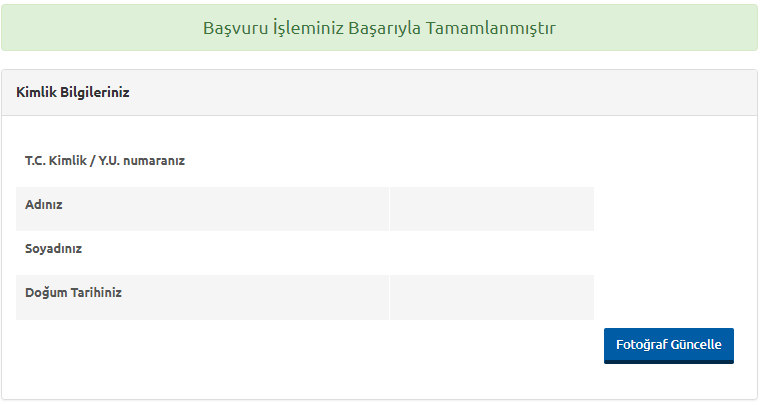 Başvuru İşleminiz Başarıyla Tamamlanmıştır
Kimlik Bilgileriniz
T.C. Kimlik / Y.U. numaranız
Adınız
Soyadınız
Doğum Tarihiniz
Fotoğraf Güncelle